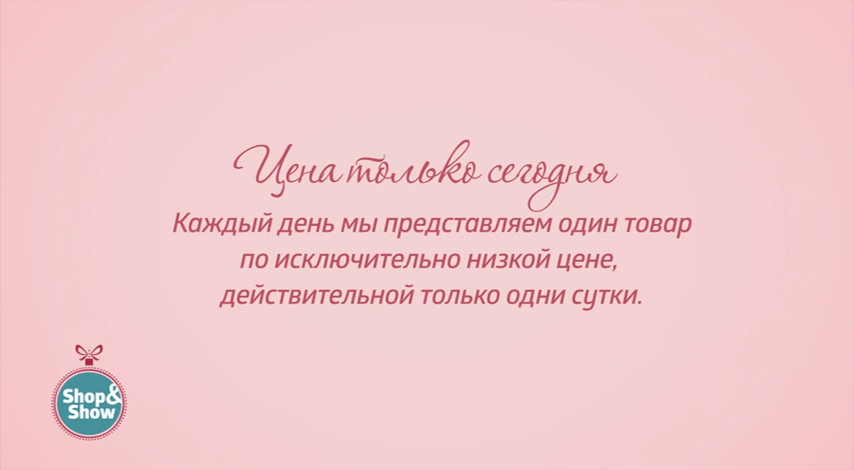 Цена только сегодня
Каждый день мы представляем один товар
по исключительно низкой цене,
действительной только одни сутки.
Shop&
Show